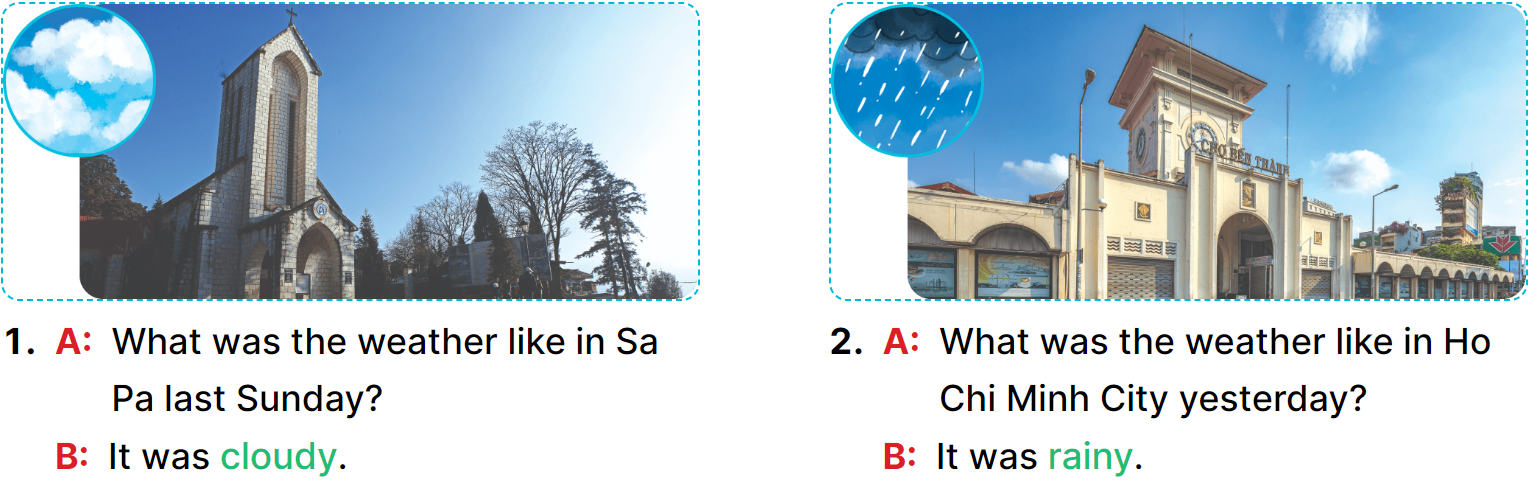 CHỢ BẾN THÀNH
1. A: What was the weather like in Sa
Pa last Sunday?
B: It was cloudy.
2. A: What was the weather like in Ho
Chi Minh City yesterday?
B: It was rainy.